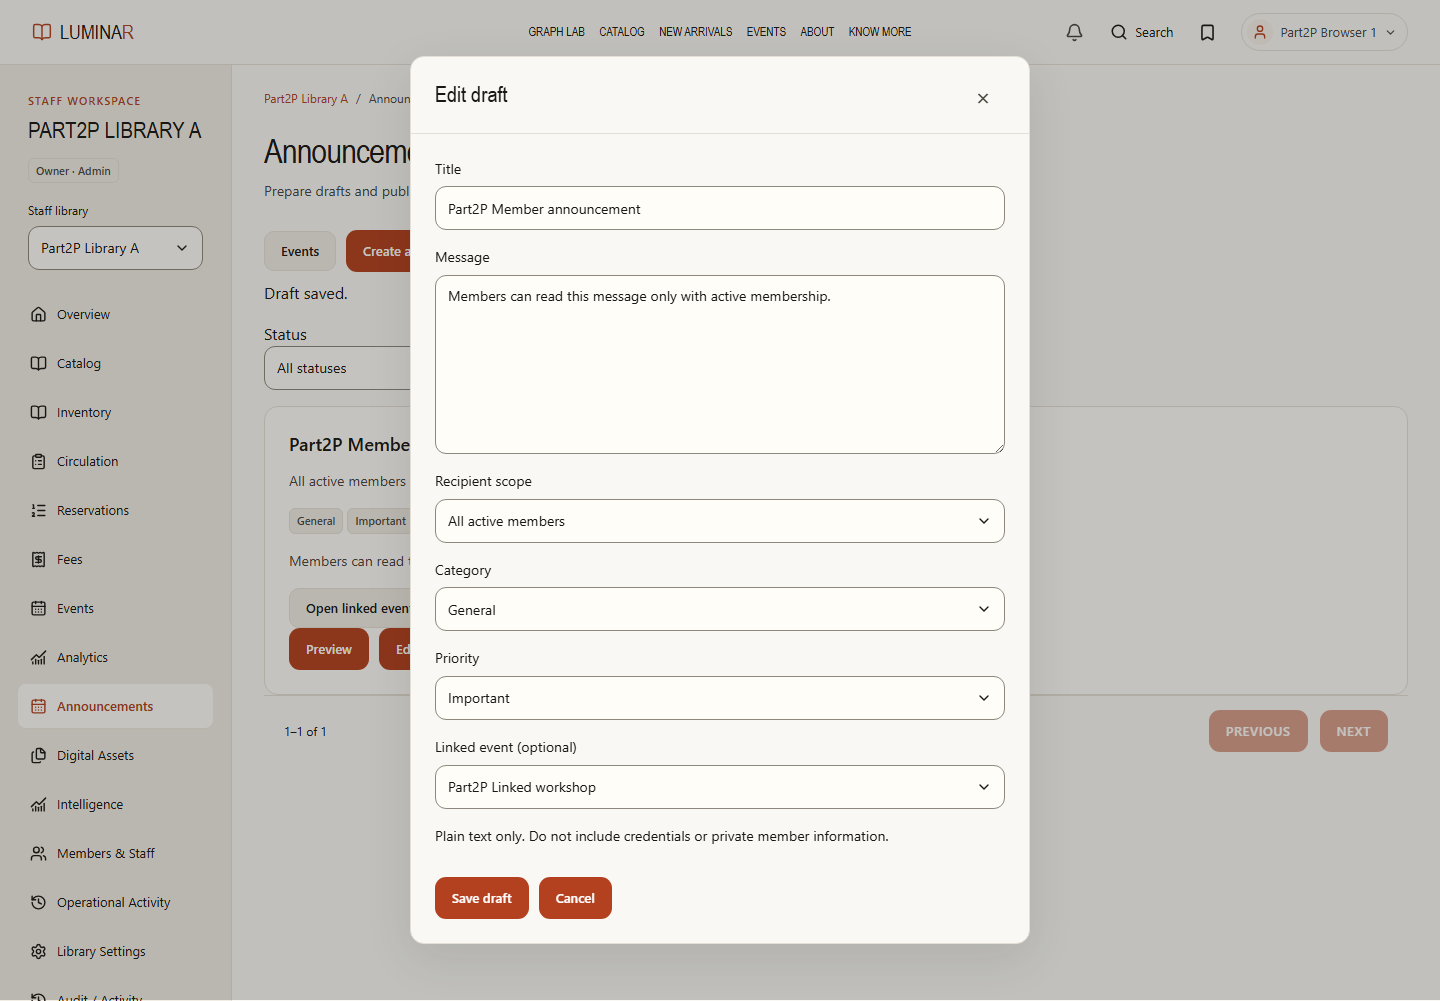 LUMINAR
GRAPH LAB
CATALOG
NEW ARRIVALS
EVENTS
ABOUT
KNOW MORE
Search
Part2P Browser 1
STAFF WORKSPACE
PART2P LIBRARY A
Owner · Admin
Staff library
Part2P Library A
Overview
Catalog
Inventory
Circulation
Reservations
Fees
Events
Analytics
Announcements
Digital Assets
Intelligence
Members & Staff
Operational Activity
Library Settings
Audit / Activity
Part2P Library A / Announ
Announceme
Prepare drafts and publ
Events
Create a
Draft saved.
Status
All statuses
Part2P Membe
All active members
General
Important
Members can read t
Open linked even
Preview
Ed
1–1 of 1
PREVIOUS
NEXT
Edit draft
Title
Part2P Member announcement
Message
Members can read this message only with active membership.
Recipient scope
All active members
Category
General
Priority
Important
Linked event (optional)
Part2P Linked workshop
Plain text only. Do not include credentials or private member information.
Save draft
Cancel